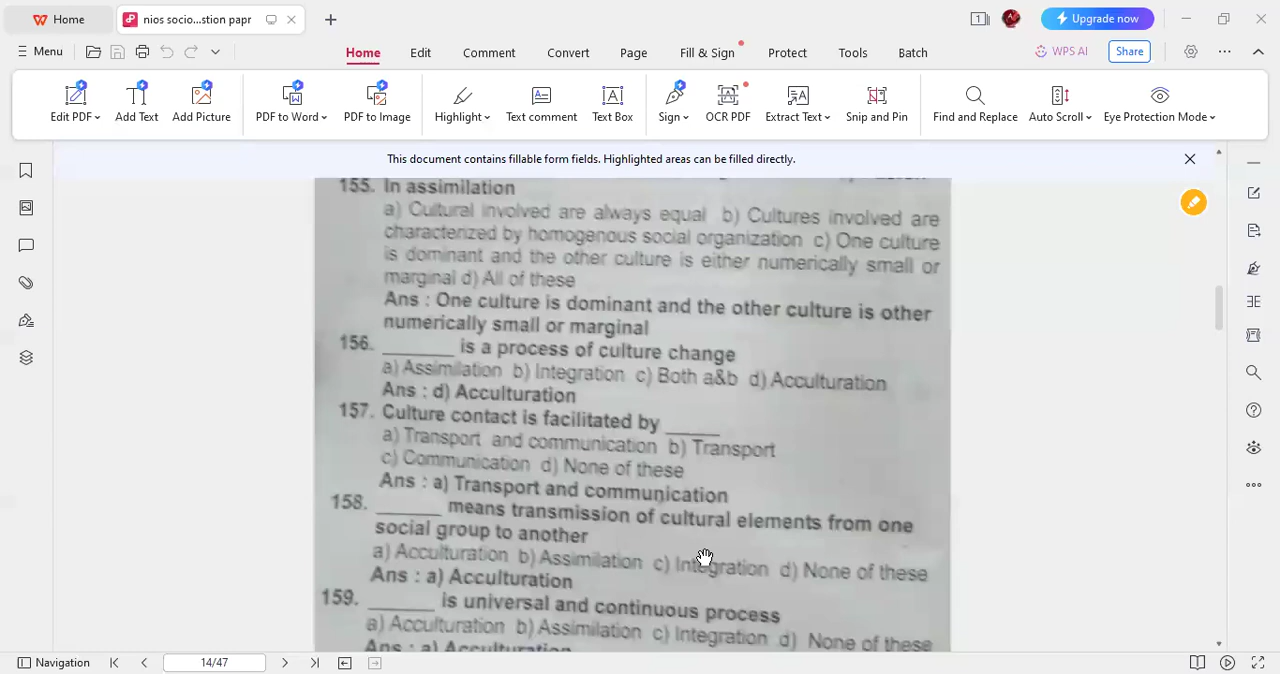 Home
nios socio...stion papr
1
Upgrade now
Menu
Home Edit Comment Convert Page Fill & Sign Protect Tools Batch
WPS AI
Share
Edit PDF
Add Text
Add Picture
PDF to Word
PDF to Image
Highlight
Text comment
Text Box
Sign
OCR PDF
Extract Text
Snip and Pin
Find and Replace
Auto Scroll
Eye Protection Mode
This document contains fillable form fields. Highlighted areas can be filled directly.
155. In assimilation
a) Cultural involved are always equal b) Cultures involved are
characterized by homogenous social organization c) One culture
is dominant and the other culture is either numerically small or
marginal d) All of these
Ans : One culture is dominant and the other culture is other
numerically small or marginal
156. _______ is a process of culture change
a) Assimilation b) Integration c) Both a&b d) Acculturation
Ans : d) Acculturation
157. Culture contact is facilitated by _____
a) Transport and communication b) Transport
c) Communication d) None of these
Ans : a) Transport and communication
158. ______ means transmission of cultural elements from one
social group to another
a) Acculturation b) Assimilation c) Integration d) None of these
Ans : a) Acculturation
159. ______ is universal and continuous process
a) Acculturation b) Assimilation c) Integration d) None of these
Ans : a) Acculturation
Navigation
14/47